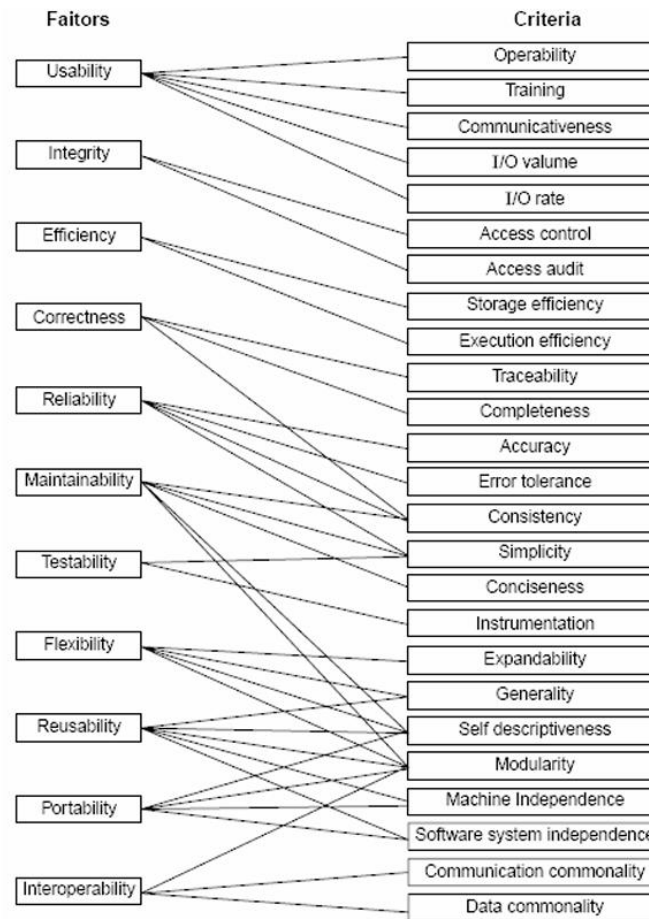 Faitors
Criteria
Usability
Integrity
Efficiency
Correctness
Reliability
Maintainability
Testability
Flexibility
Reusability
Portability
Interoperability
Operability
Training
Communicativeness
I/O valume
I/O rate
Access control
Access audit
Storage efficiency
Execution efficiency
Traceability
Completeness
Accuracy
Error tolerance
Consistency
Simplicity
Conciseness
Instrumentation
Expandability
Generality
Self descriptiveness
Modularity
Machine Independence
Software system independence
Communication commonality
Data commonality